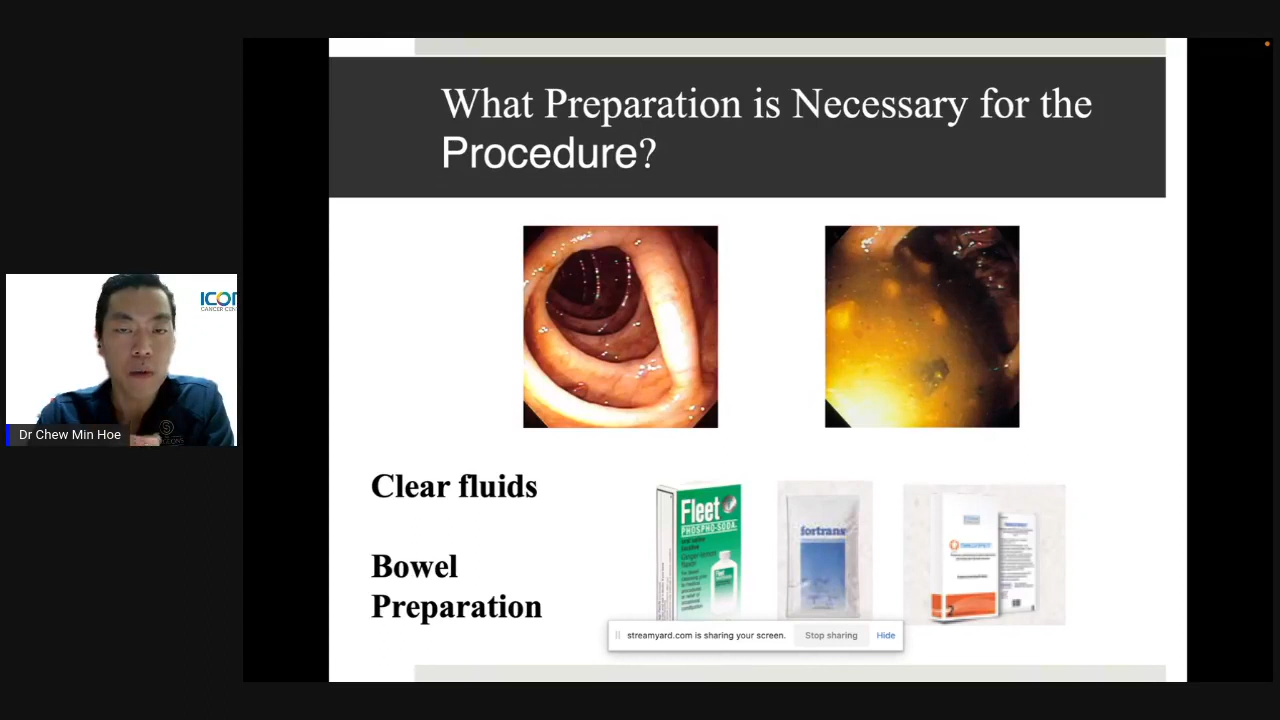 What Preparation is Necessary for the
Procedure?
ICON
CANCER CENT
Dr Chew Min Hoe
Clear fluids
Bowel
Preparation
Fleet
PHOSPHO-SODA
fortrans
streamyard.com is sharing your screen.
Stop sharing
Hide